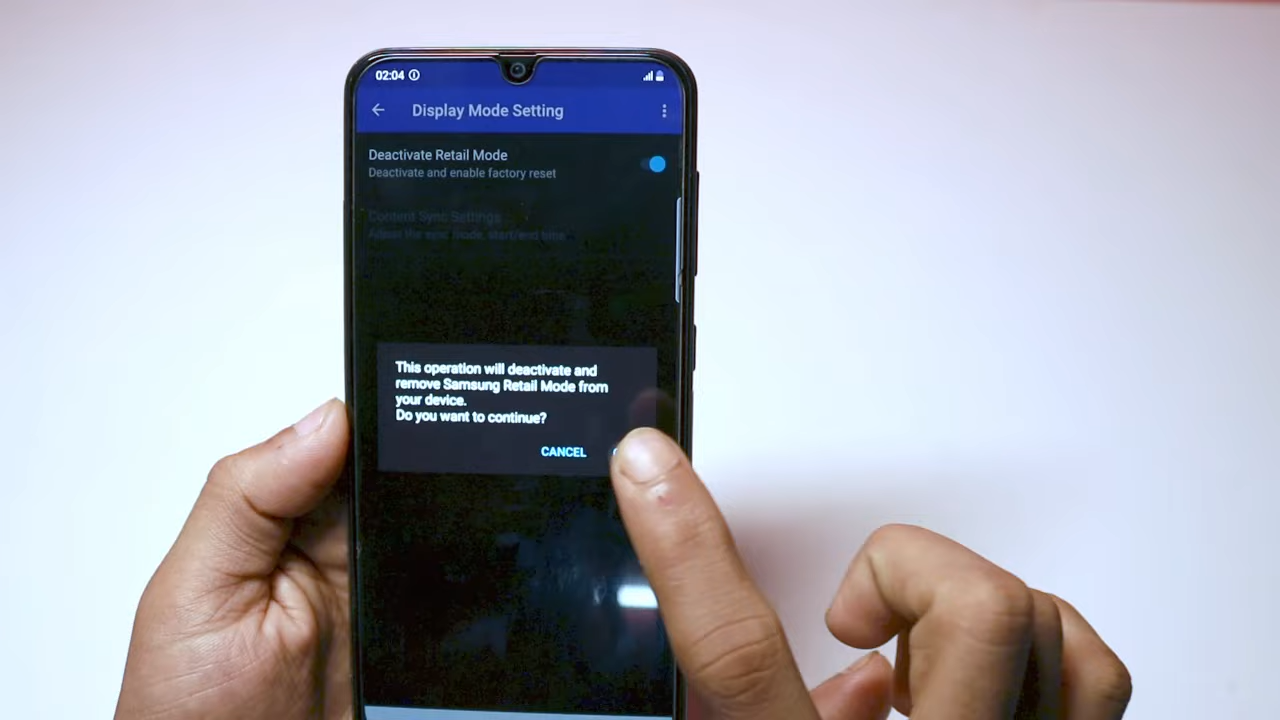 02:04
Display Mode Setting
Deactivate Retail Mode
Deactivate and enable factory reset
Content Sync Settings
Adjust the sync mode, start/end time
This operation will deactivate and
remove Samsung Retail Mode from
your device.
Do you want to continue?
CANCEL